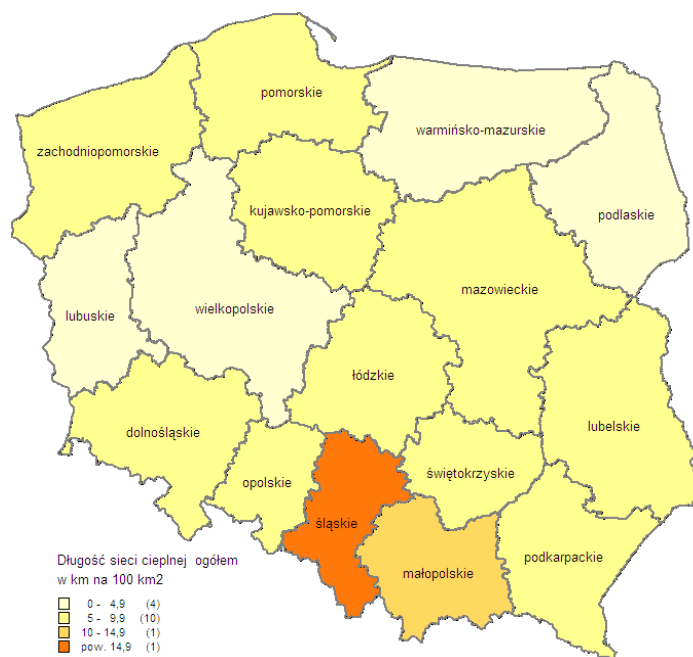 pomorskie
warmińsko-mazurskie
zachodniopomorskie
kujawsko-pomorskie
podlaskie
mazowieckie
wielkopolskie
lubuskie
łódzkie
dolnośląskie
lubelskie
opolskie
świętokrzyskie
śląskie
podkarpackie
małopolskie
Długość sieci cieplnej ogółem
w km na 100 km2
0 - 4,9 (4)
5 - 9,9 (10)
10 - 14,9 (1)
pow. 14,9 (1)